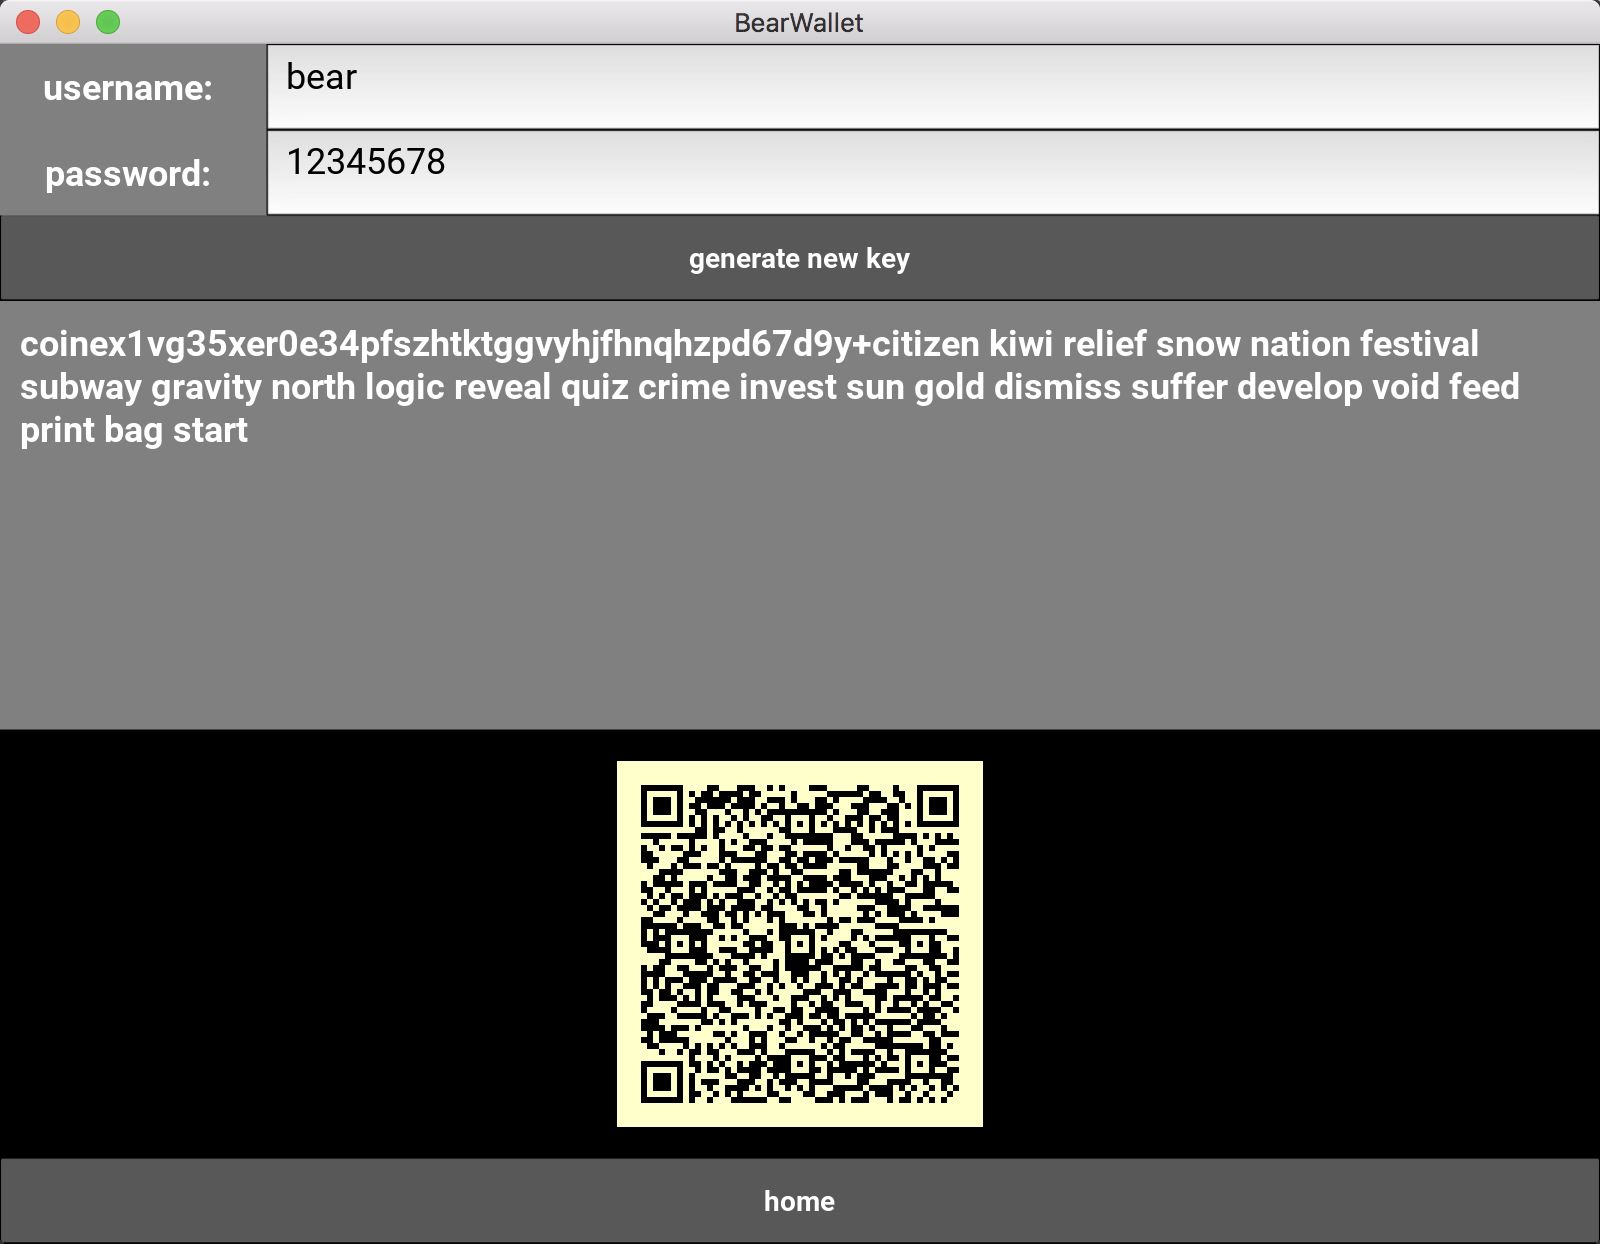 BearWallet
username:
bear
password:
12345678
generate new key
coinex1vg35xer0e34pfszhtktggvyhjfhnqhzpd67d9y+citizen kiwi relief snow nation festival
subway gravity north logic reveal quiz crime invest sun gold dismiss suffer develop void feed
print bag start
home